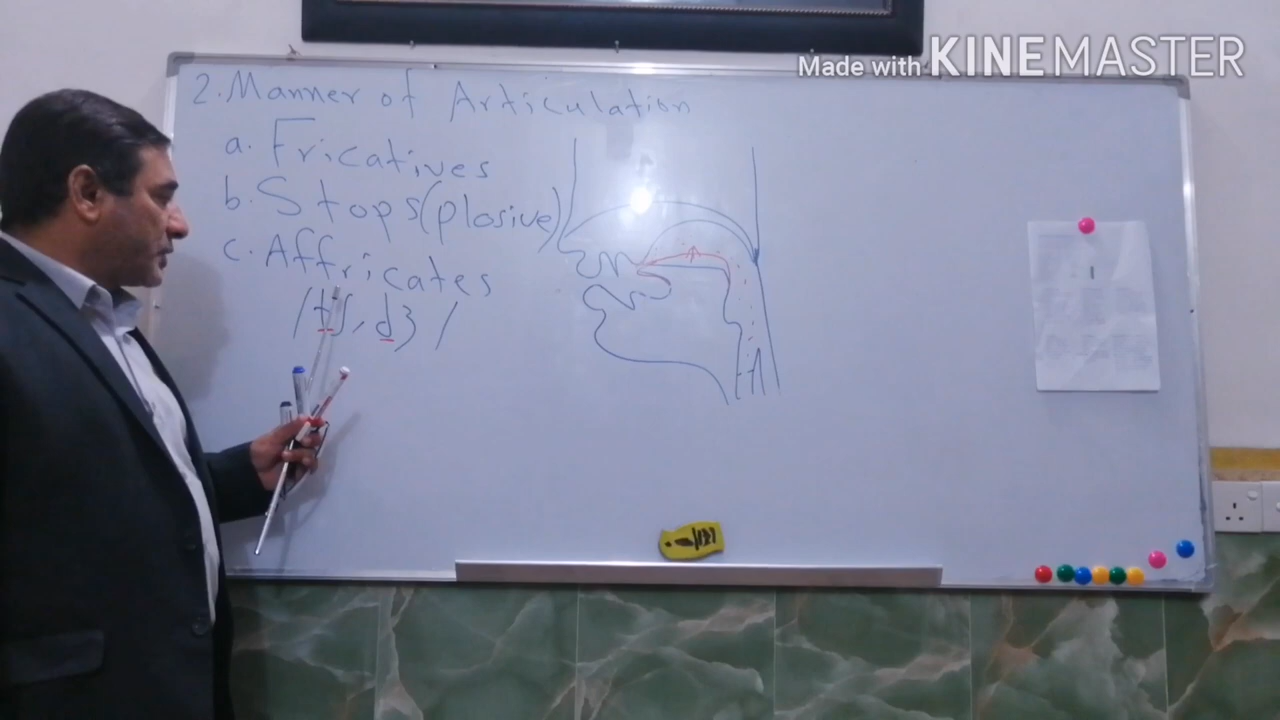 Made with KINEMASTER
2. Manner of Articulation
a. Fricatives
b. Stops (plosive)
c. Affricates
/tʃ, dʒ/